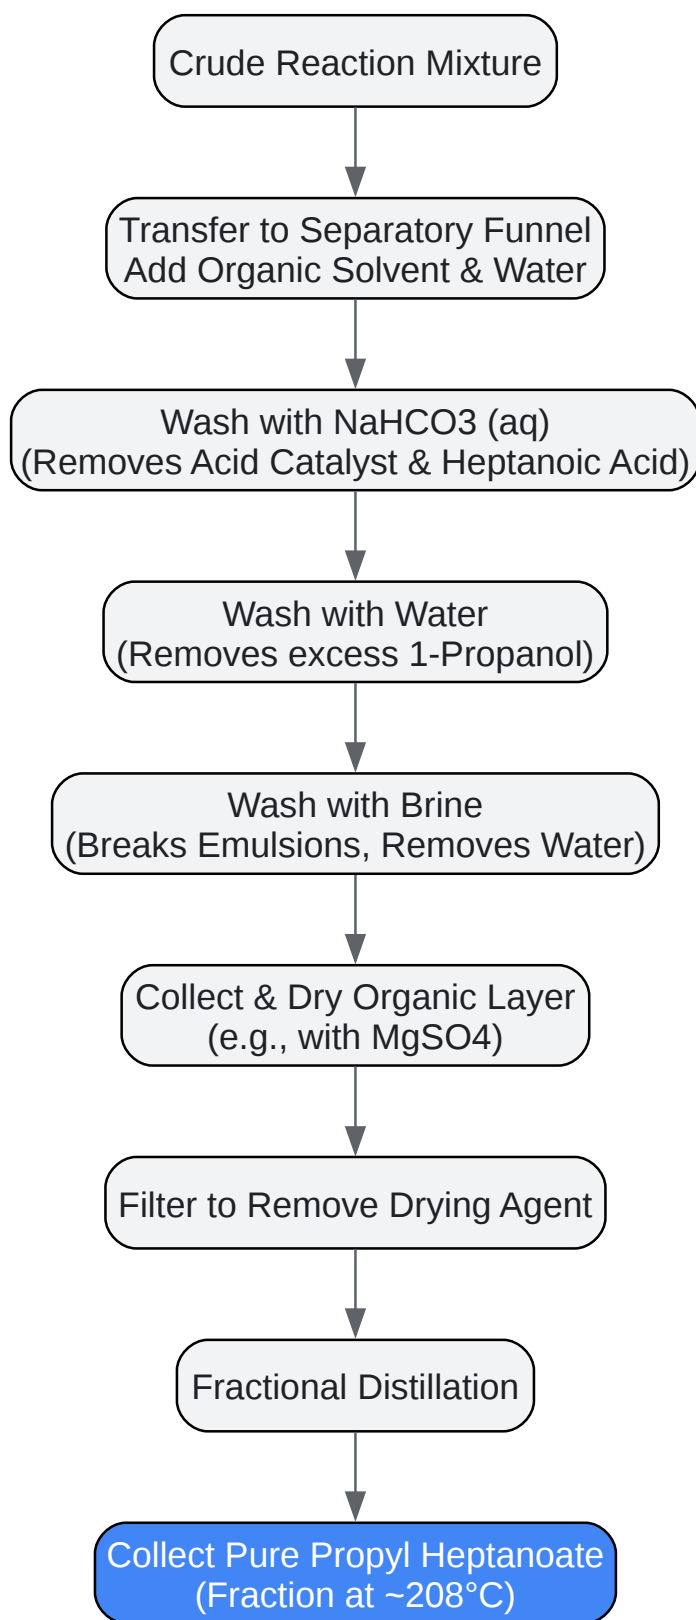 Crude Reaction Mixture
Transfer to Separatory Funnel
Add Organic Solvent & Water
Wash with NaHCO3 (aq)
(Removes Acid Catalyst & Heptanoic Acid)
Wash with Water
(Removes excess 1-Propanol)
Wash with Brine
(Breaks Emulsions, Removes Water)
Collect & Dry Organic Layer
(e.g., with MgSO4)
Filter to Remove Drying Agent
Fractional Distillation
Collect Pure Propyl Heptanoate
(Fraction at ~208°C)